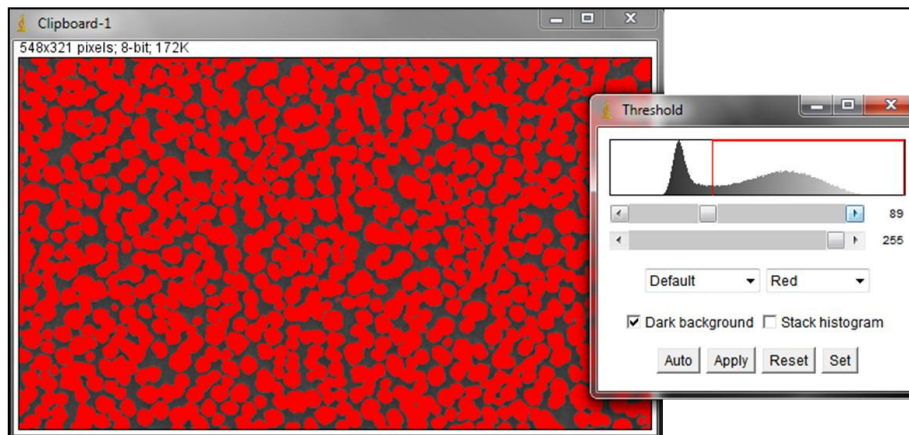 Clipboard-1
548x321 pixels; 8-bit; 172K
Threshold
89
255
Default Red
Dark background Stack histogram
Auto Apply Reset Set